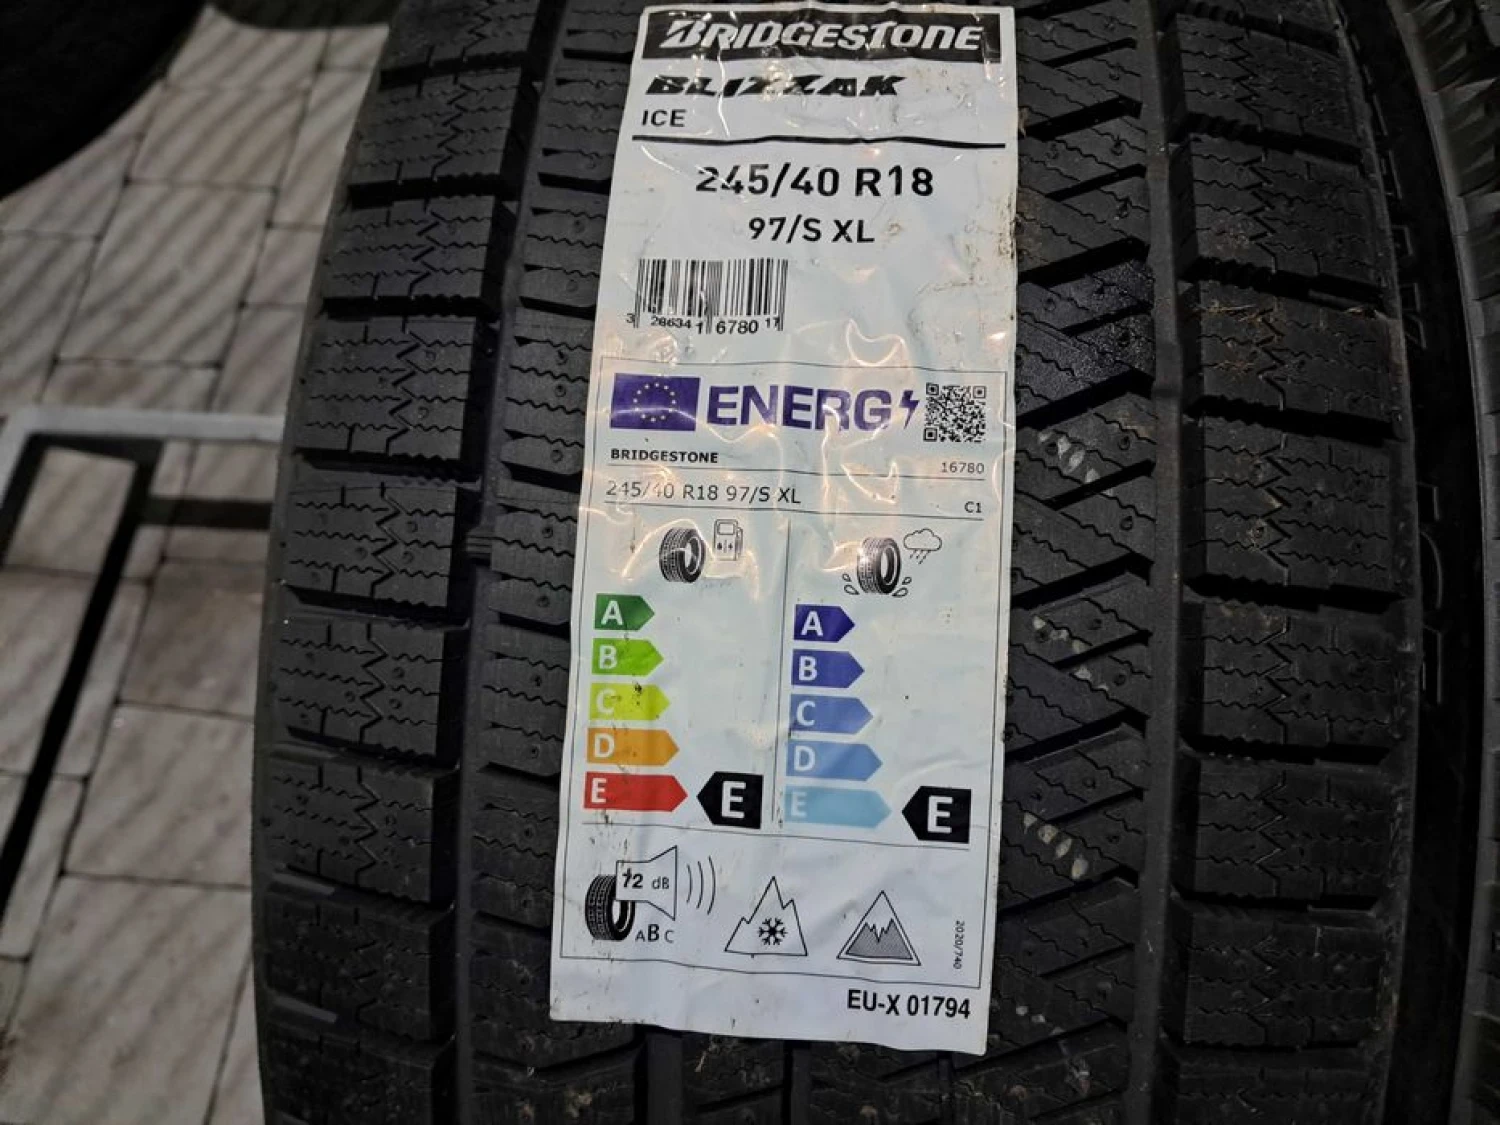 BRIDGESTONE
BLIZZAK
ICE
245/40 R18
97/S XL
3 286341 678017
ENERG
BRIDGESTONE
16780
245/40 R18 97/S XL
C1
A
B
C
D
E
E
A
B
C
D
E
E
72 dB
ABC
2020/740
EU-X 01794